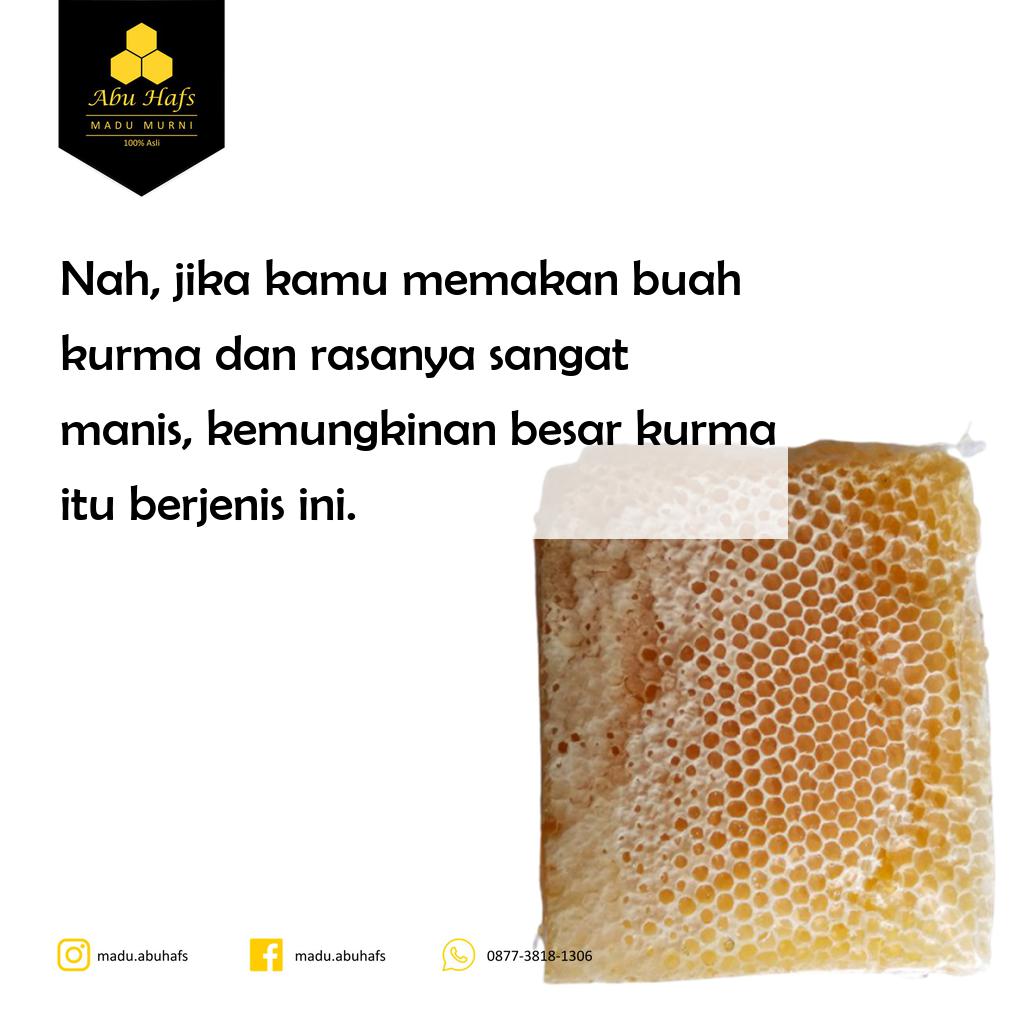 Abu Hafs
MADU MURNI
100% Asli
Nah, jika kamu memakan buah
kurma dan rasanya sangat
manis, kemungkinan besar kurma
itu berjenis ini.
madu.abuhafs
madu.abuhafs
0877-3818-1306